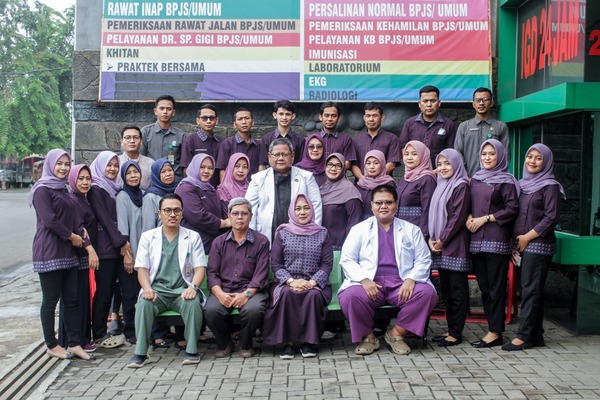 RAWAT INAP BPJS/UMUM
PEMERIKSAAN RAWAT JALAN BPJS/UMUM
PELAYANAN DR. SP. GIGI BPJS/UMUM
KHITAN
PRAKTEK BERSAMA
PERSALINAN NORMAL BPJS/ UMUM
PEMERIKSAAN KEHAMILAN BPJS/UMUM
PELAYANAN KB BPJS/UMUM
IMUNISASI
LABORATORIUM
EKG
RADIOLOGI
IGD 24 JAM